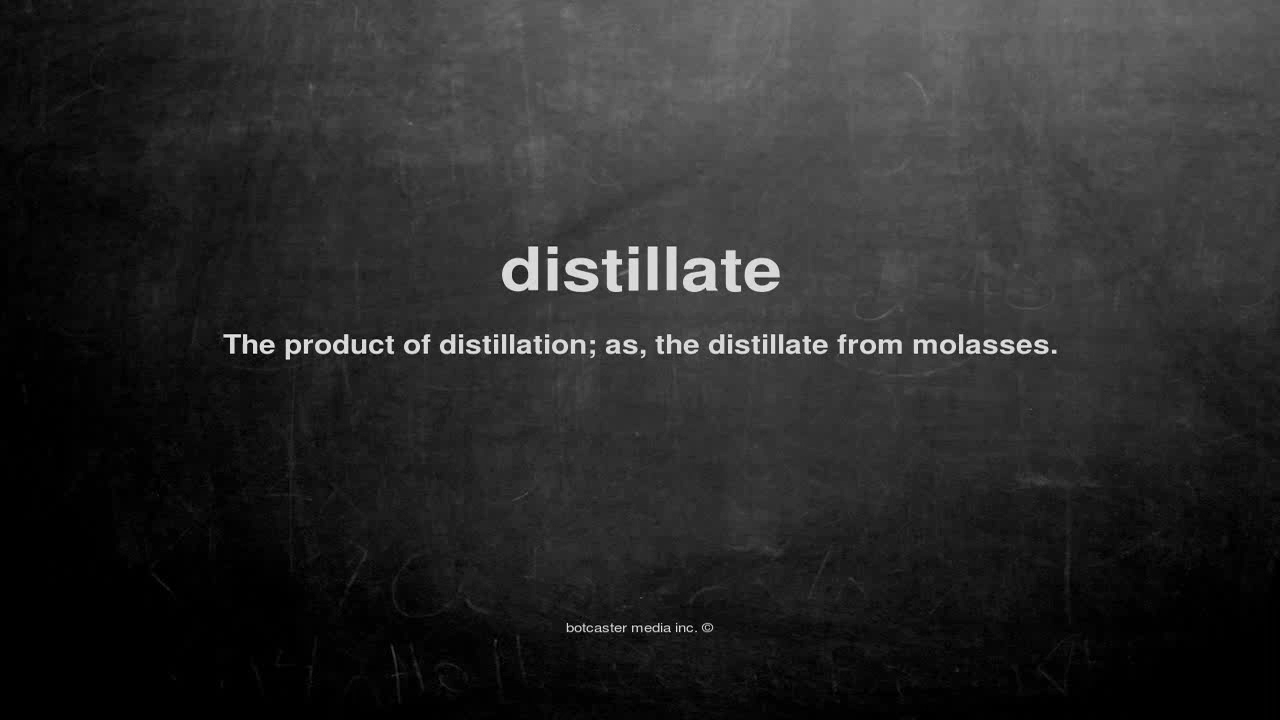 distillate
The product of distillation; as, the distillate from molasses.
botcaster media inc. ©